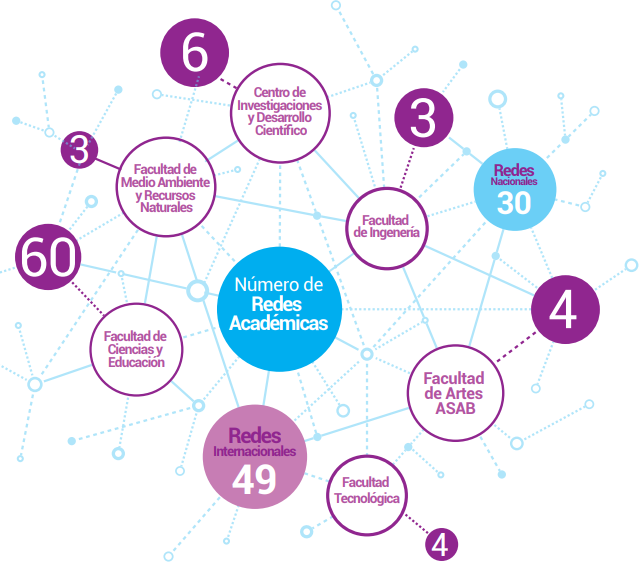 6
Centro de
Investigaciones
y Desarrollo
Científico
3
Facultad de
Medio Ambiente
y Recursos
Naturales
3
Facultad
de Ingeniería
Redes
Nacionales
30
60
Facultad de
Ciencias y
Educación
Número de
Redes
Académicas
4
Facultad
de Artes
ASAB
Redes
Internacionales
49
Facultad
Tecnológica
4